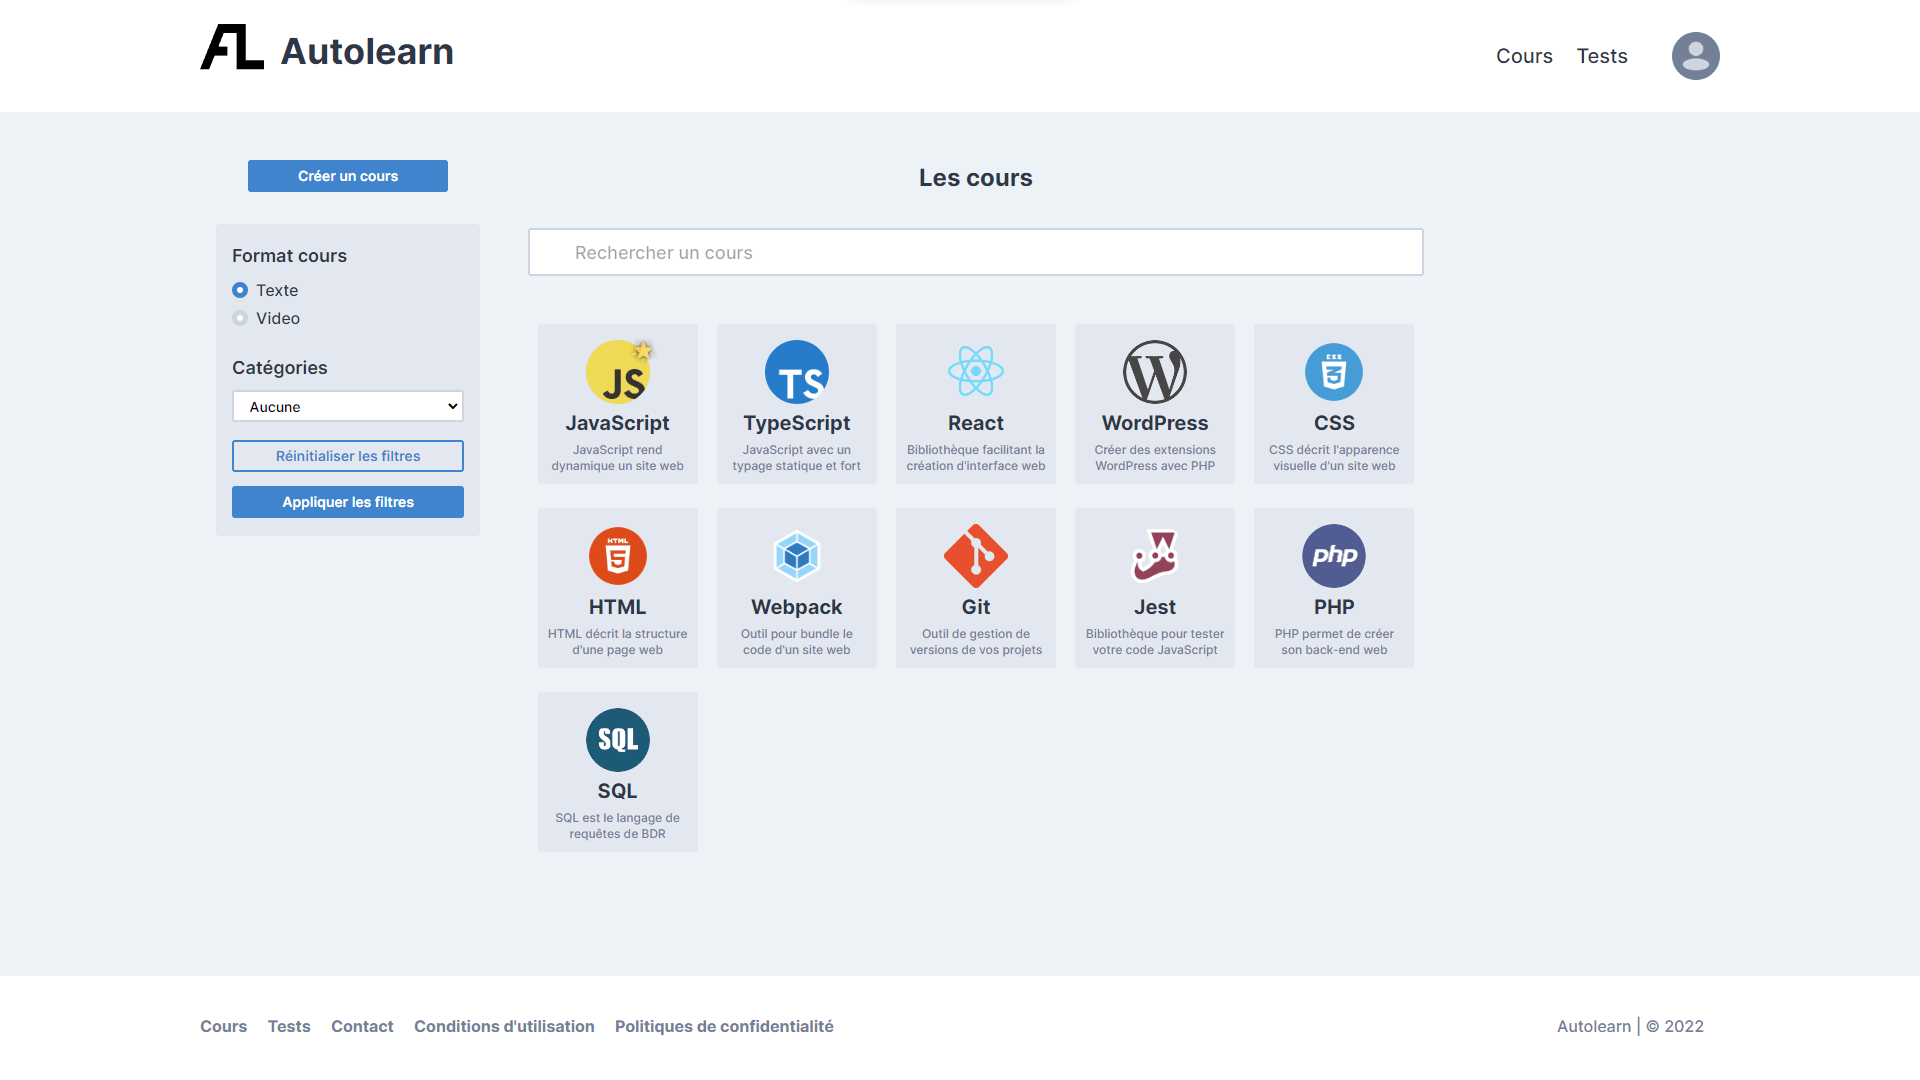 AL Autolearn
Cours Tests
Créer un cours
Format cours
Texte
Video
Catégories
Aucune
Réinitialiser les filtres
Appliquer les filtres
Les cours
Rechercher un cours
JS
JavaScript
JavaScript rend
dynamique un site web
TS
TypeScript
JavaScript avec un
typage statique et fort
React
Bibliothèque facilitant la
création d'interface web
W
WordPress
Créer des extensions
WordPress avec PHP
CSS
3
CSS
CSS décrit l'apparence
visuelle d'un site web
HTML
5
HTML
HTML décrit la structure
d'une page web
Webpack
Outil pour bundle le
code d'un site web
Git
Outil de gestion de
versions de vos projets
Jest
Bibliothèque pour tester
votre code JavaScript
php
PHP
PHP permet de créer
son back-end web
SQL
SQL
SQL est le langage de
requêtes de BDR
Cours Tests Contact Conditions d'utilisation Politiques de confidentialité
Autolearn | © 2022